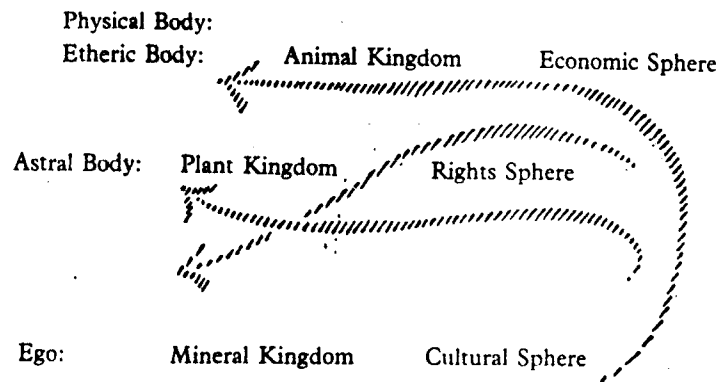 Physical Body:
Etheric Body: Animal Kingdom Economic Sphere
Astral Body: Plant Kingdom Rights Sphere
Ego: Mineral Kingdom Cultural Sphere